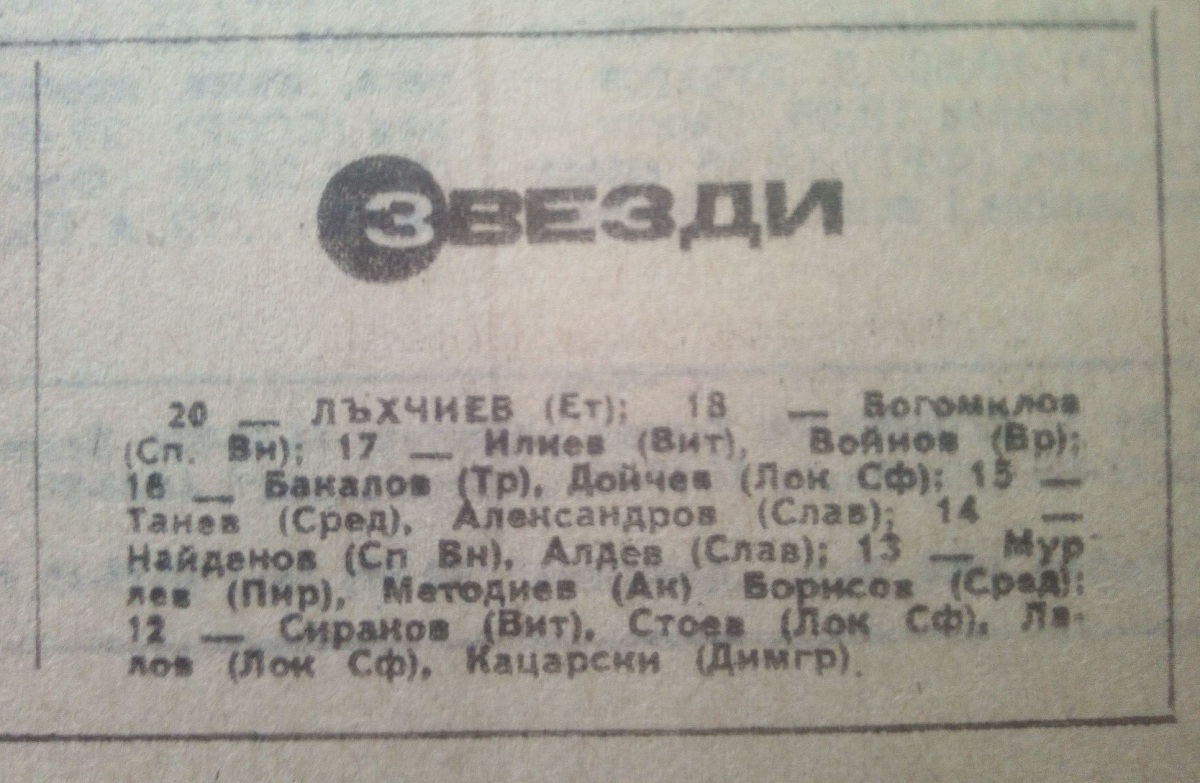 ЗВЕЗДИ
20 — ЛЪХЧИЕВ (Ет); 18 — Богомилов
(Сп. Вн); 17 — Илиев (Вит), Войнов (Вр);
16 — Бакалов (Тр), Дойчев (Лок Сф); 15 —
Танев (Сред), Александров (Слав); 14 —
Найденов (Сп Вн), Алдев (Слав); 13 — Мур-
лев (Пир), Методиев (Ак) Борисов (Сред);
12 — Сираков (Вит), Стоев (Лок Сф), Ла-
лов (Лок Сф), Кацарски (Димгр).